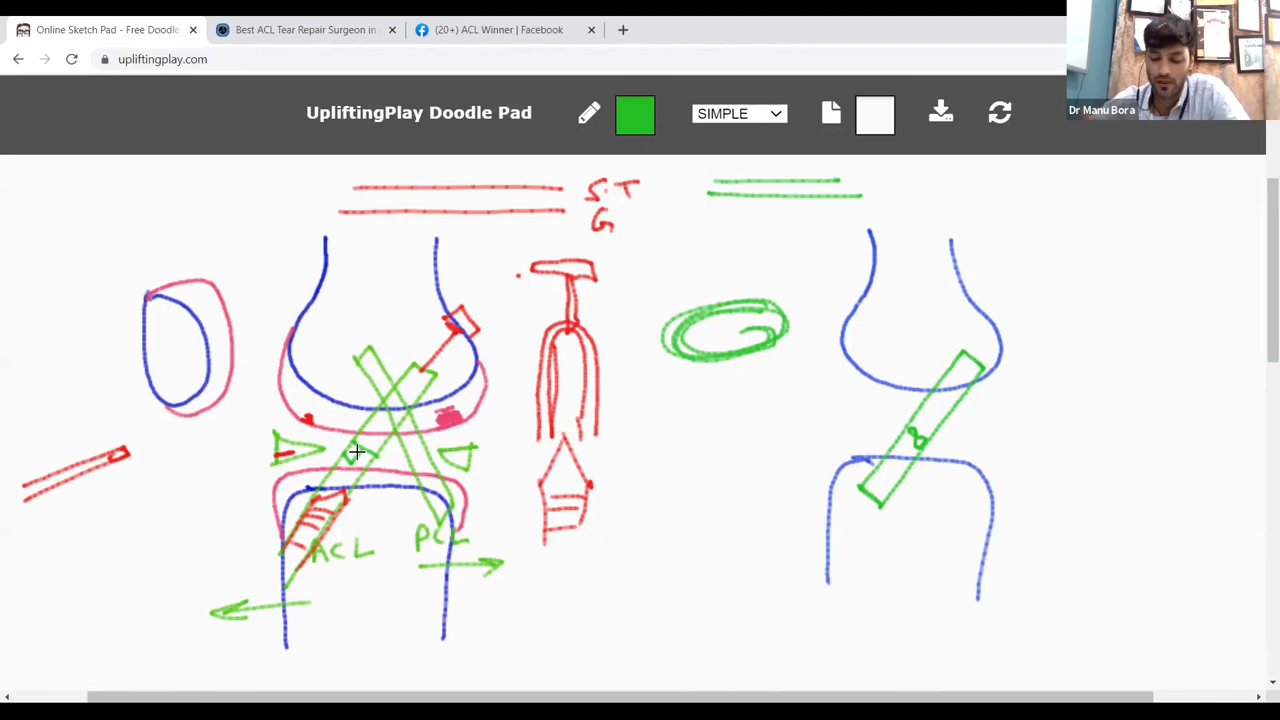 Online Sketch Pad - Free Doodle
Best ACL Tear Repair Surgeon in
(20+) ACL Winner | Facebook
upliftingplay.com
UpliftingPlay Doodle Pad
SIMPLE
Dr Manu Bora
S.T
G
8
ACL
PCL